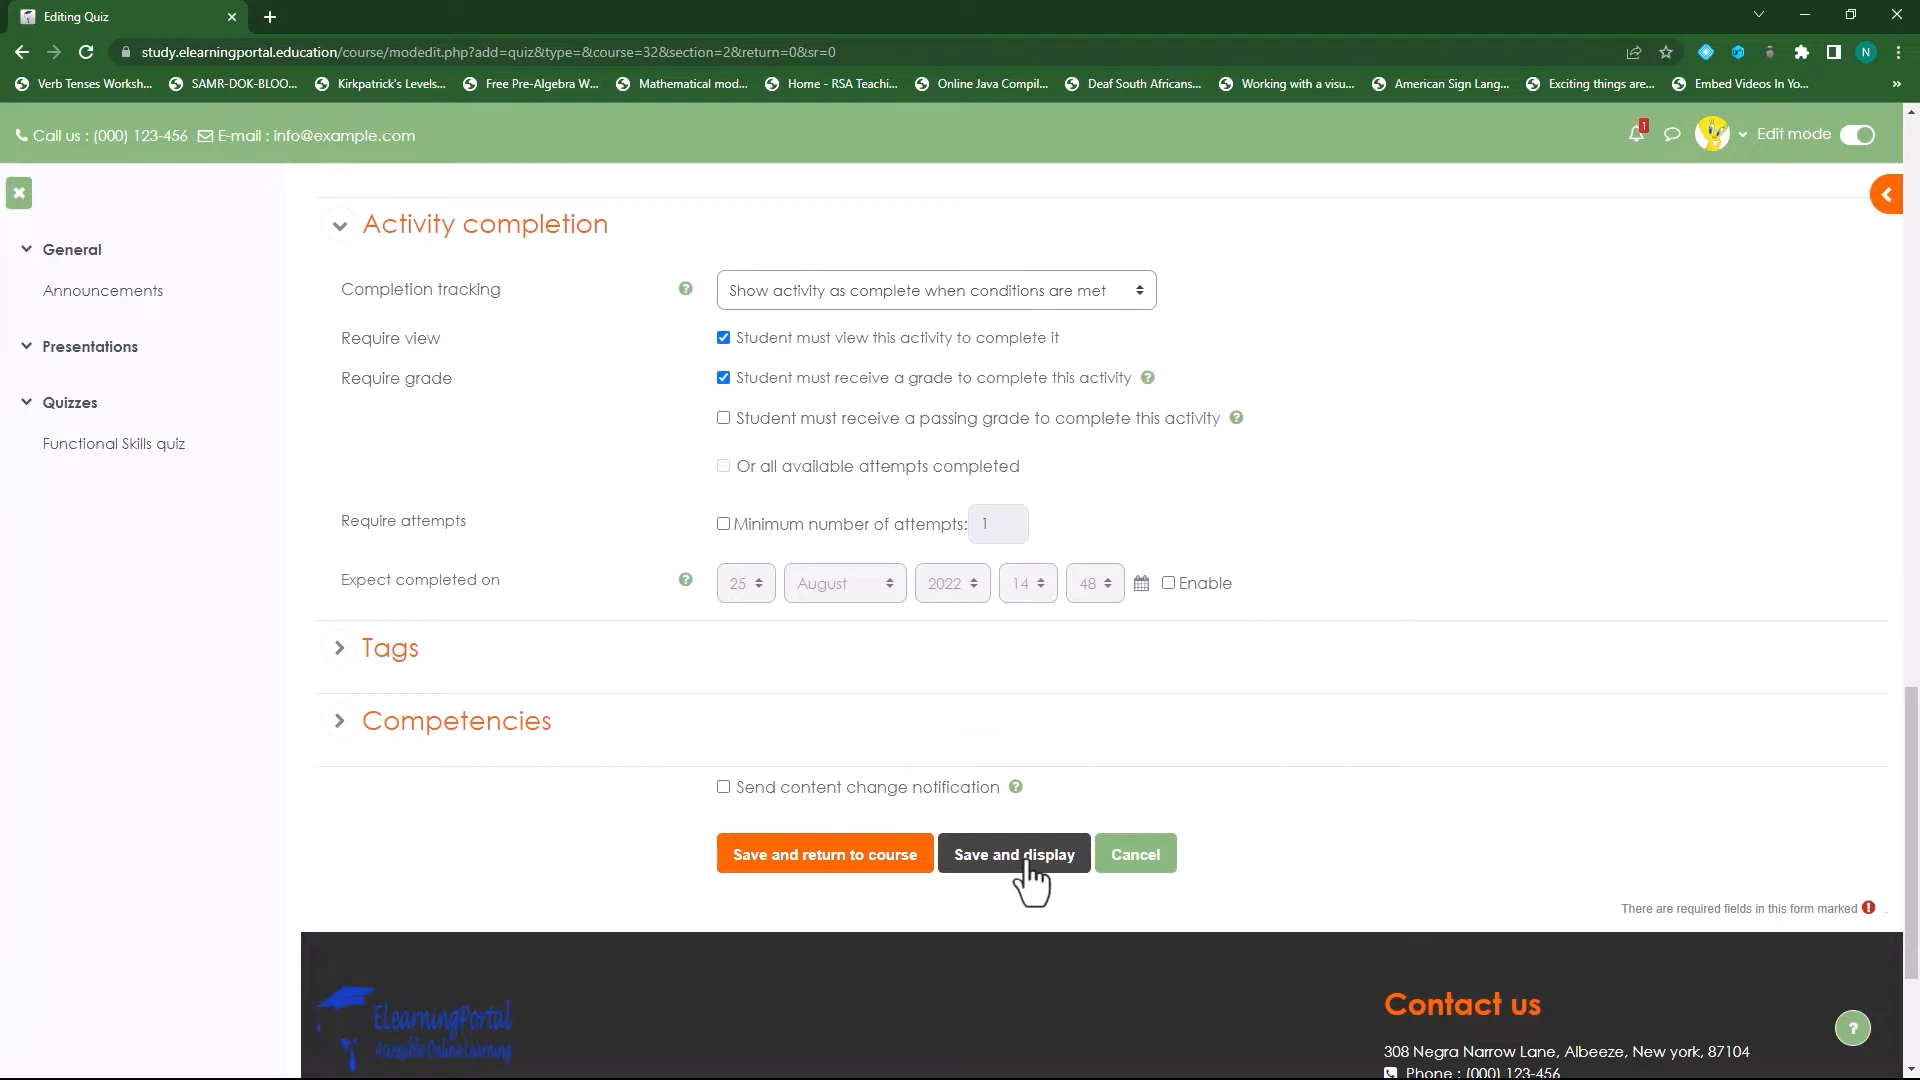 Editing Quiz
study.elearningportal.education/course/modedit.php?add=quiz&type=&course=32&section=2&return=0&sr=0
N
Verb Tenses Worksh... SAMR-DOK-BLOO... Kirkpatrick's Levels... Free Pre-Algebra W... Mathematical mod... Home - RSA Teachi... Online Java Compil... Deaf South Africans... Working with a visu... American Sign Lang... Exciting things are... Embed Videos In Yo... »
Call us : (000) 123-456 E-mail : info@example.com
1
Edit mode
General
Announcements
Presentations
Quizzes
Functional Skills quiz
Activity completion
Completion tracking ? Show activity as complete when conditions are met
Require view Student must view this activity to complete it
Require grade Student must receive a grade to complete this activity ?
Student must receive a passing grade to complete this activity ?
Or all available attempts completed
Require attempts Minimum number of attempts: 1
Expect completed on ? 25 August 2022 14 48 Enable
Tags
Competencies
Send content change notification ?
Save and return to course Save and display Cancel
There are required fields in this form marked ! .
ElearningPortal
Accessible Online Learning
Contact us
308 Negra Narrow Lane, Albeeze, New york, 87104
Phone : (000) 123-456
?